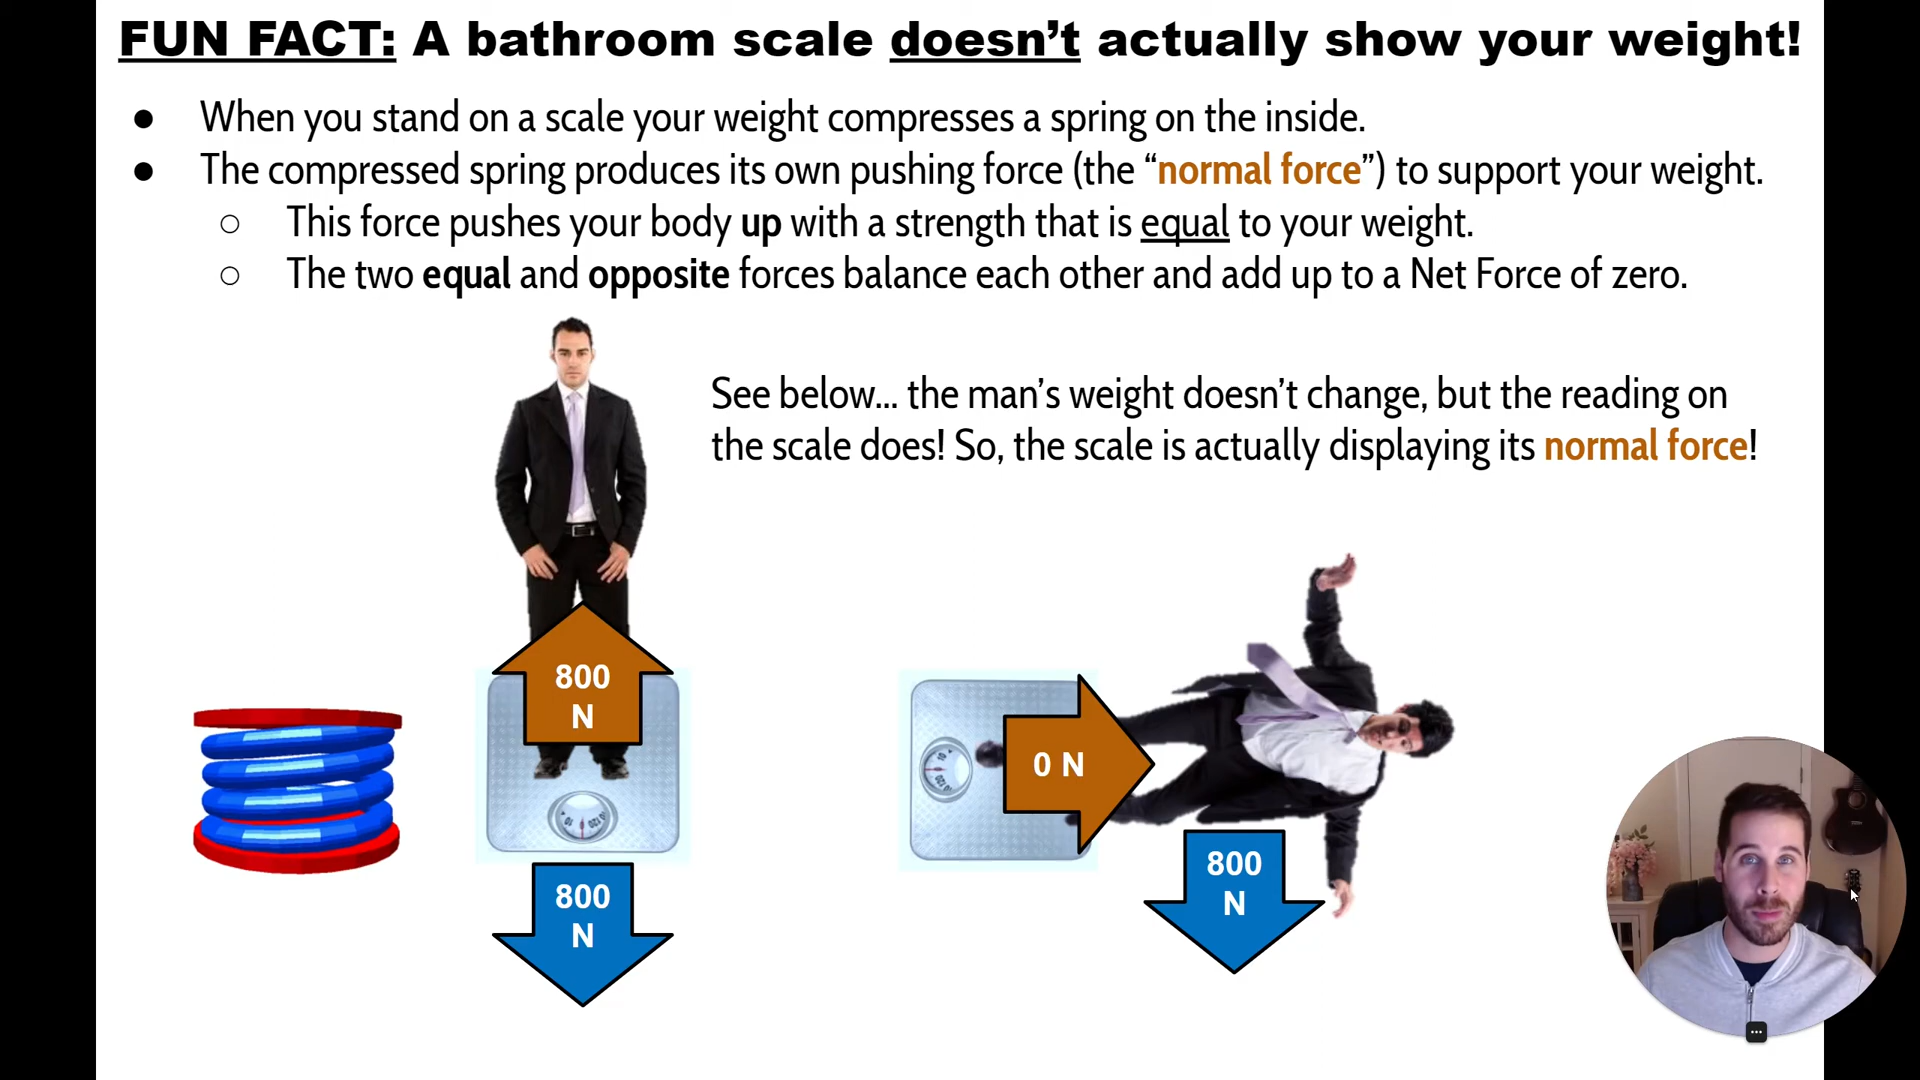 FUN FACT: A bathroom scale doesn't actually show your weight!
● When you stand on a scale your weight compresses a spring on the inside.
● The compressed spring produces its own pushing force (the “normal force”) to support your weight.
○ This force pushes your body up with a strength that is equal to your weight.
○ The two equal and opposite forces balance each other and add up to a Net Force of zero.
See below... the man’s weight doesn’t change, but the reading on
the scale does! So, the scale is actually displaying its normal force!
800
N
800
N
0 N
800
N